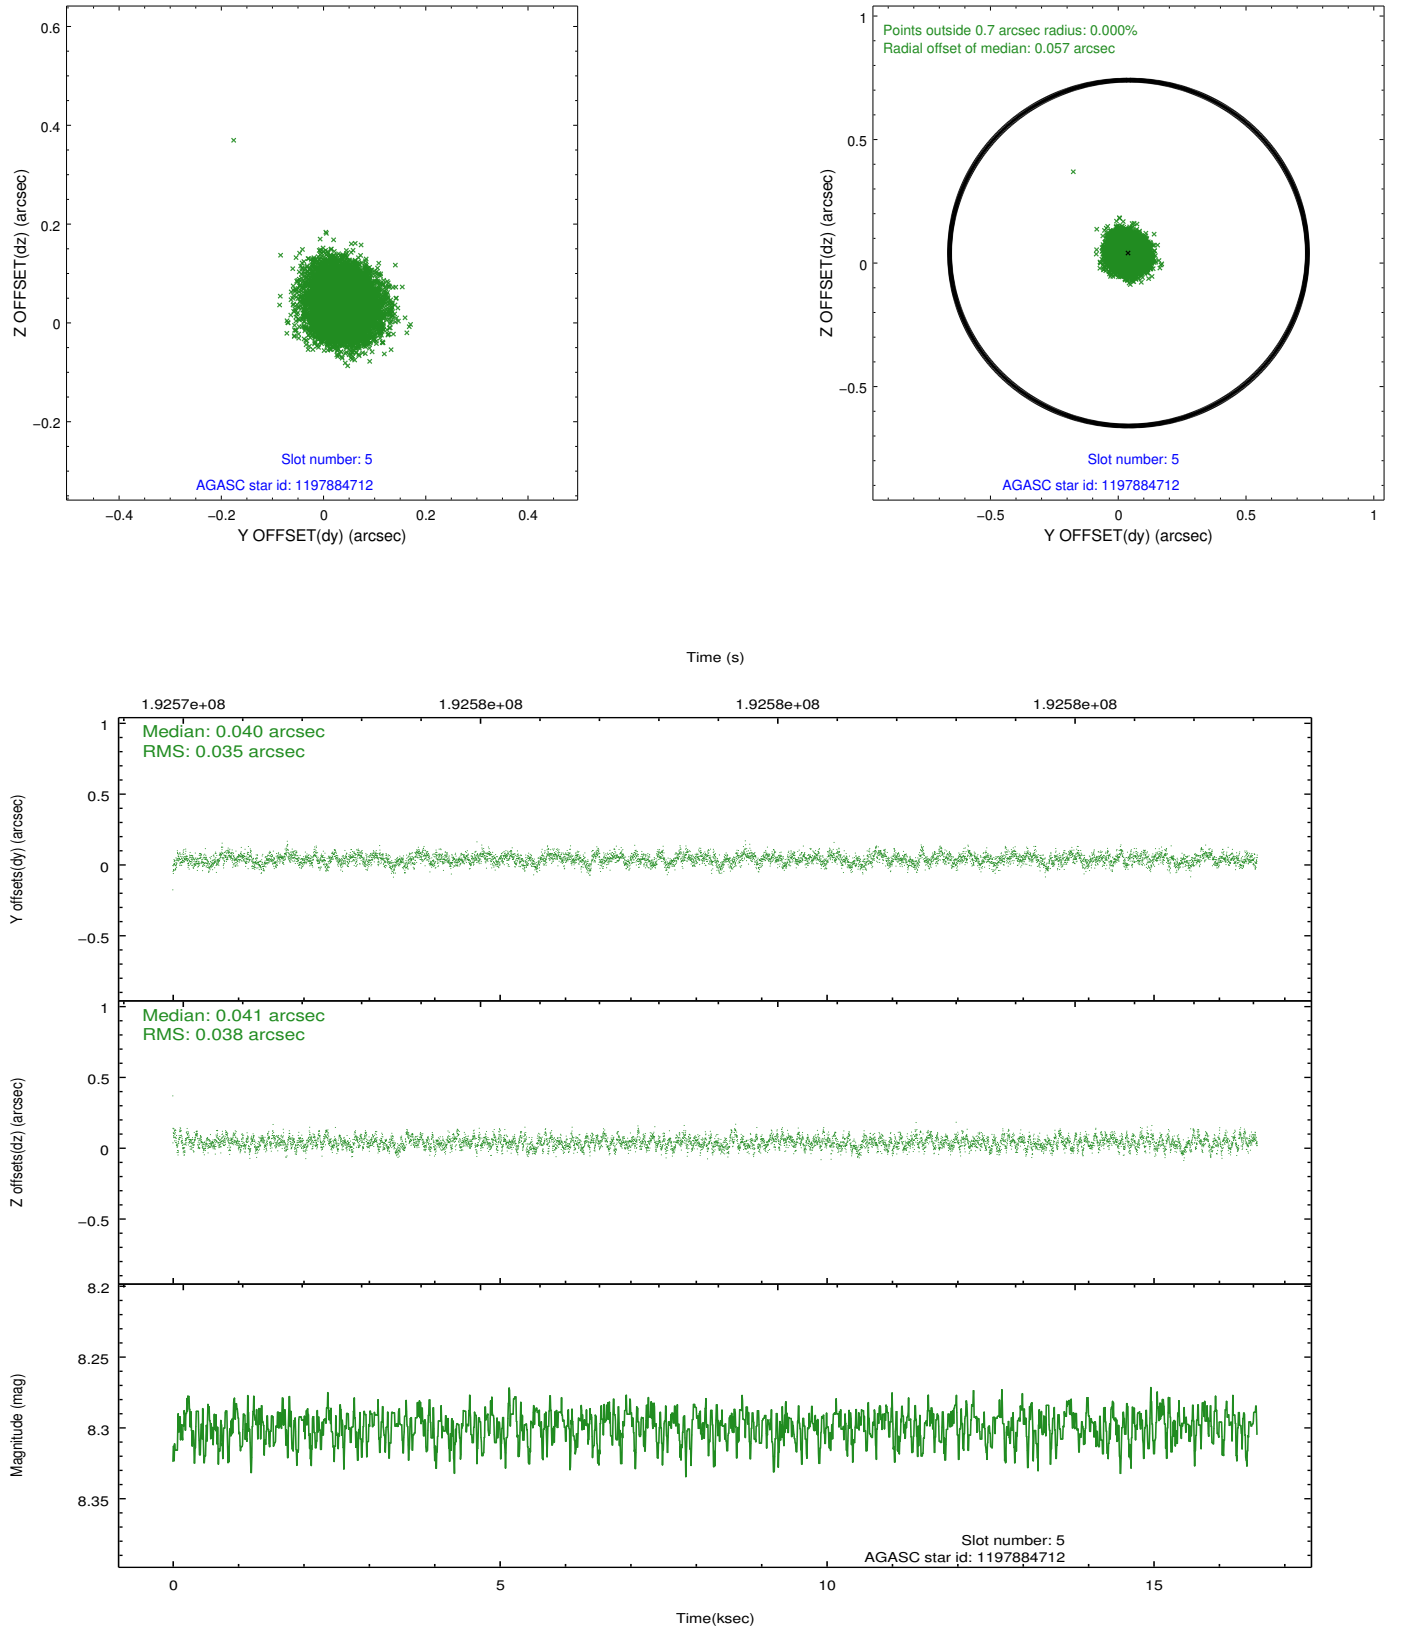 0.6
0.4
0.2
0
−0.2
Z OFFSET(dz) (arcsec)
Slot number: 5
AGASC star id: 1197884712
−0.4
−0.2
0
0.2
0.4
Y OFFSET(dy) (arcsec)
Points outside 0.7 arcsec radius: 0.000%
Radial offset of median: 0.057 arcsec
1
0.5
0
−0.5
Z OFFSET(dz) (arcsec)
Slot number: 5
AGASC star id: 1197884712
−0.5
0
0.5
1
Y OFFSET(dy) (arcsec)
Time (s)
1.9257e+08
1.9258e+08
1.9258e+08
1.9258e+08
Median: 0.040 arcsec
RMS: 0.035 arcsec
1
0.5
0
−0.5
Y offsets(dy) (arcsec)
Median: 0.041 arcsec
RMS: 0.038 arcsec
1
0.5
0
−0.5
Z offsets(dz) (arcsec)
8.2
8.25
8.3
8.35
Magnitude (mag)
Slot number: 5
AGASC star id: 1197884712
0
5
10
15
Time(ksec)